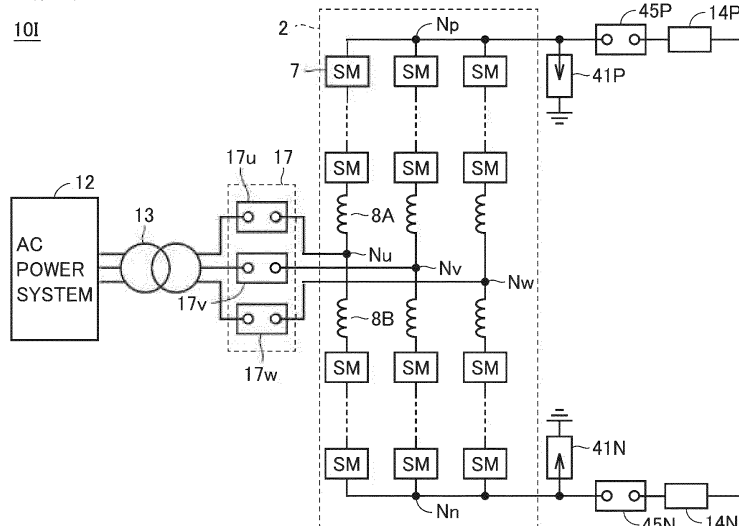 10I
2
Np
45P
14P
7
SM
SM
SM
41P
17u
17
SM
SM
SM
12
13
8A
AC
POWER
SYSTEM
Nu
Nv
Nw
17v
8B
17w
SM
SM
SM
41N
SM
SM
SM
Nn
45N
14N